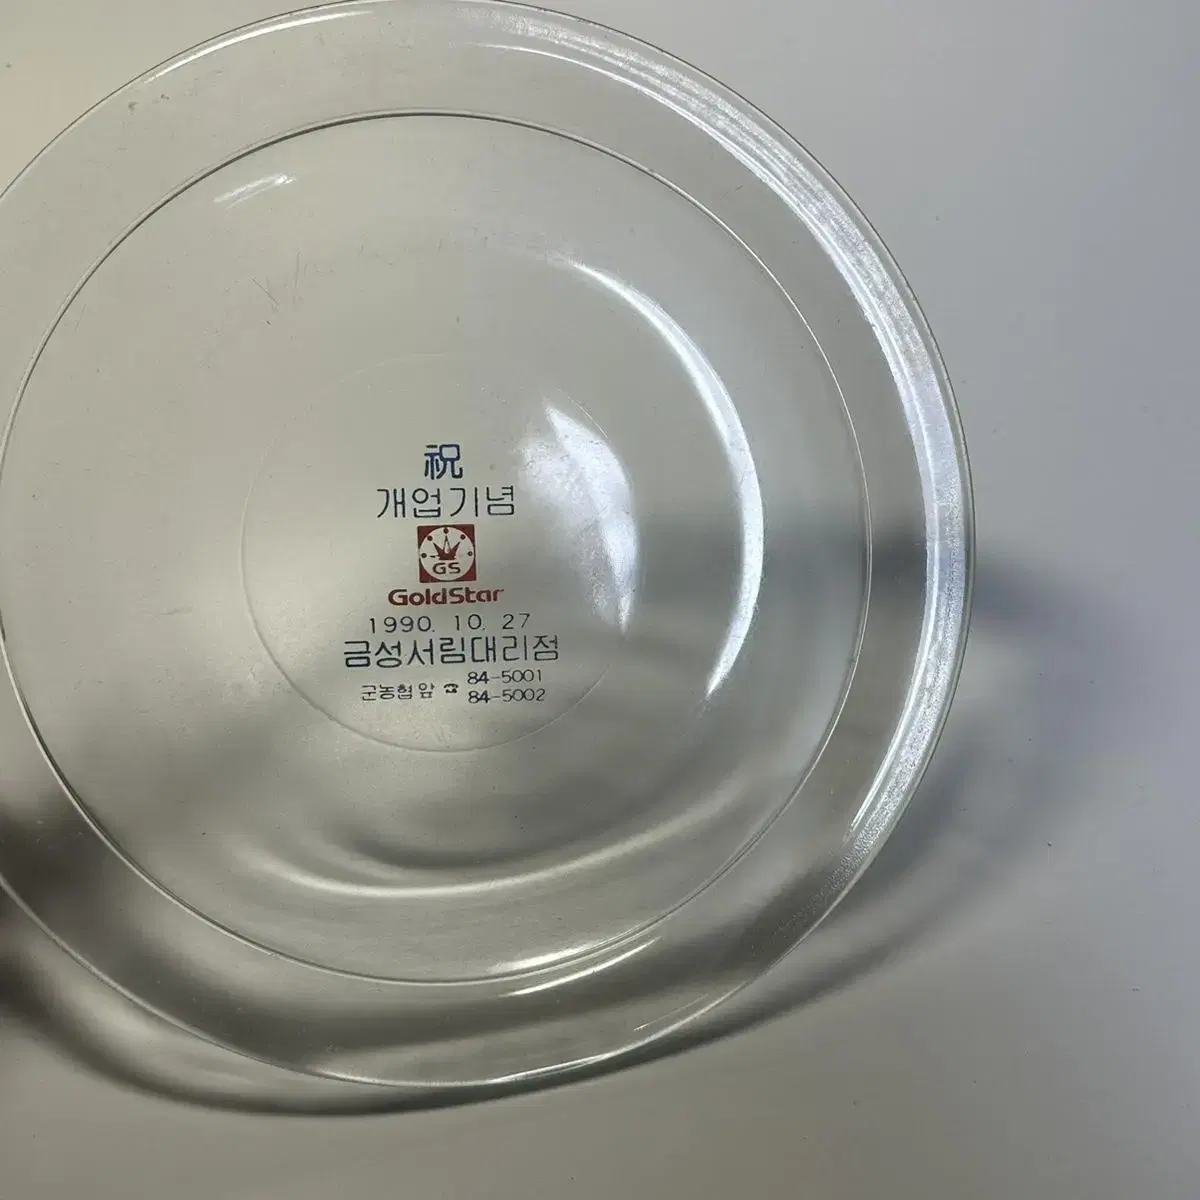 祝
개업기념
GS
GoldStar
1990. 10. 27
금성서림대리점
군농협앞 ☎ 84-5001
84-5002